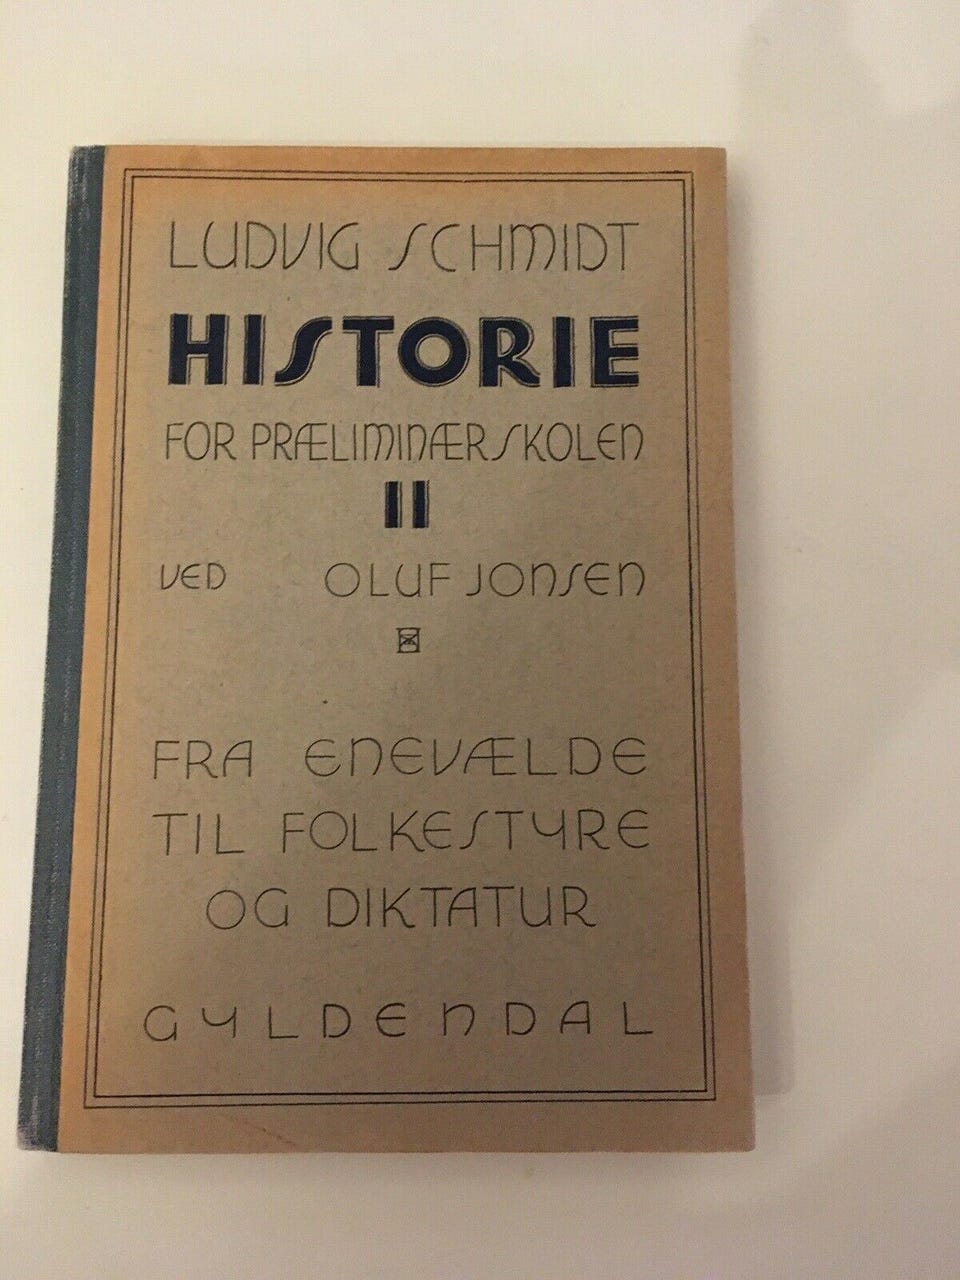 LUDVIG SCHMIDT
HISTORIE
FOR PRÆLIMINÆRSKOLEN
II
VED OLUF JONSEN
FRA ENEVÆLDE
TIL FOLKESTYRE
OG DIKTATUR
GYLDENDAL